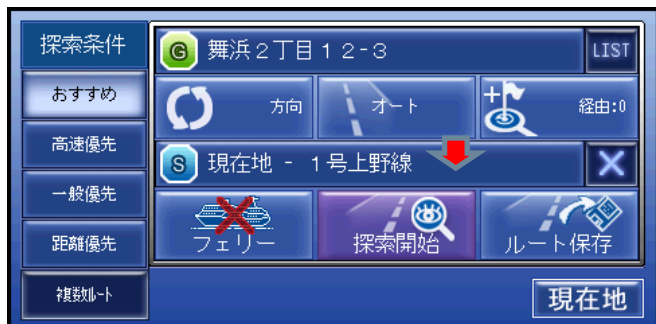 探索条件
おすすめ
高速優先
一般優先
距離優先
複数ルート
G 舞浜2丁目12-3
LIST
方向
オート
経由:0
S 現在地 - 1号上野線
フェリー
探索開始
ルート保存
現在地